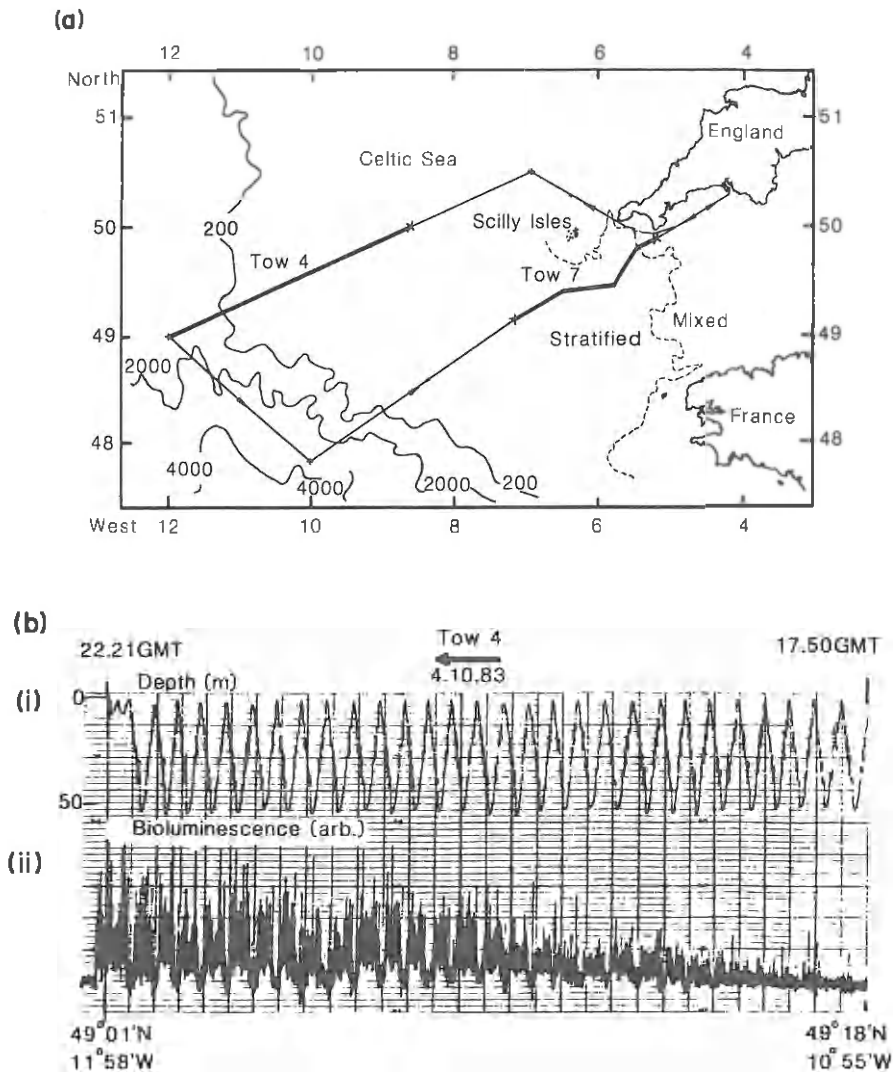 (a)
12 10 8 6 4
North
51 51
England
Celtic Sea
50 50
200
Scilly Isles
Tow 4
Tow 7
49 49
Stratified
Mixed
2000
France
48 48
4000
4000
2000
200
West 12 10 8 6 4
(b)
22.21GMT
Tow 4
17.50GMT
4.10.83
(i)
0
Depth (m)
50
Bioluminescence (arb.)
(ii)
49°01'N
11°58'W
49°18'N
10°55'W